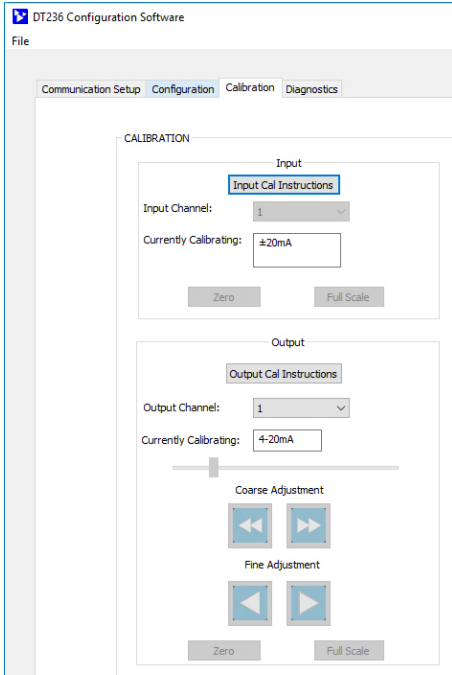 DT236 Configuration Software
File
Communication Setup Configuration Calibration Diagnostics
CALIBRATION
Input
Input Cal Instructions
Input Channel: 1
Currently Calibrating: ±20mA
Zero Full Scale
Output
Output Cal Instructions
Output Channel: 1
Currently Calibrating: 4-20mA
Coarse Adjustment
Fine Adjustment
Zero Full Scale